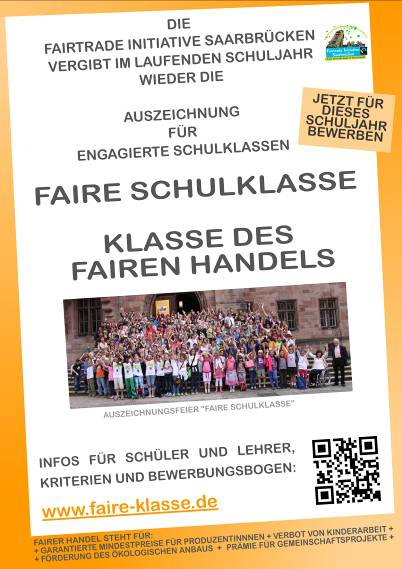 DIE
FAIRTRADE INITIATIVE SAARBRÜCKEN
VERGIBT IM LAUFENDEN SCHULJAHR
WIEDER DIE
AUSZEICHNUNG
FÜR
ENGAGIERTE SCHULKLASSEN
JETZT FÜR
DIESES
SCHULJAHR
BEWERBEN
FAIRE SCHULKLASSE
KLASSE DES
FAIREN HANDELS
AUSZEICHNUNGSFEIER "FAIRE SCHULKLASSE"
INFOS FÜR SCHÜLER UND LEHRER,
KRITERIEN UND BEWERBUNGSBOGEN:
www.faire-klasse.de
FAIRER HANDEL STEHT FÜR:
+ GARANTIERTE MINDESTPREISE FÜR PRODUZENTINNNEN + VERBOT VON KINDERARBEIT +
+ FÖRDERUNG DES ÖKOLOGISCHEN ANBAUS + PRÄMIE FÜR GEMEINSCHAFTSPROJEKTE +